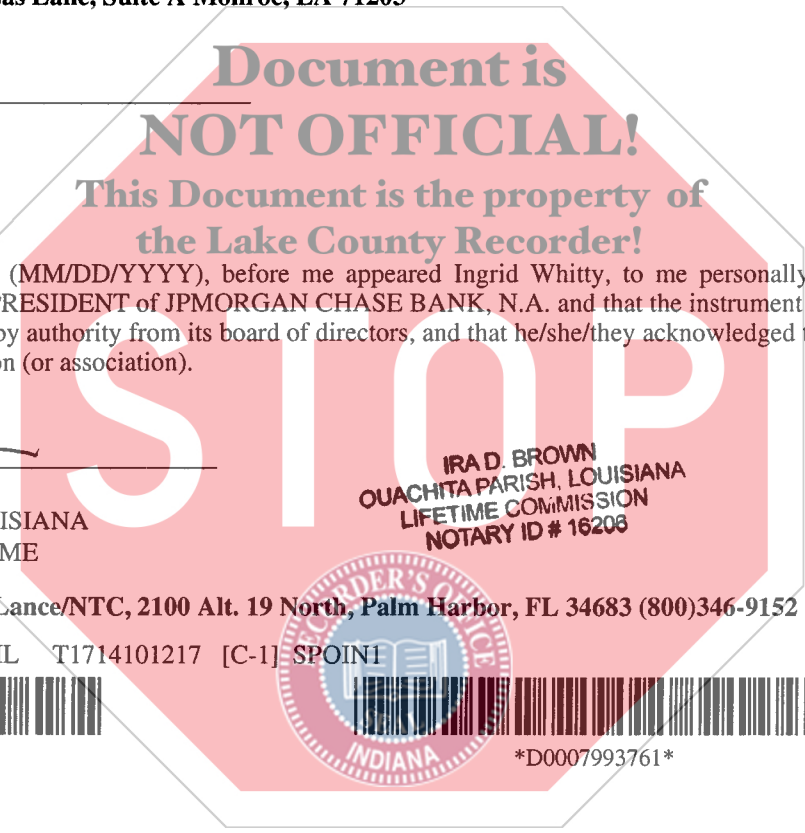 Lane, Suite A Monroe, LA 71203
Document is
NOT OFFICIAL!
This Document is the property of
the Lake County Recorder!
(MM/DD/YYYY), before me appeared Ingrid Whitty, to me personally
PRESIDENT of JPMORGAN CHASE BANK, N.A. and that the instrument
by authority from its board of directors, and that he/she/they acknowledged
(or association).
STOP
IRA D. BROWN
OUACHITA PARISH, LOUISIANA
LIFETIME COMMISSION
NOTARY ID # 16206
ISIANA
ME
Lance/NTC, 2100 Alt. 19 North, Palm Harbor, FL 34683 (800)346-9152
IL T1714101217 [C-1] SPOIN1
RECORDER'S OFFICE
SEAL
INDIANA
*D0007993761*